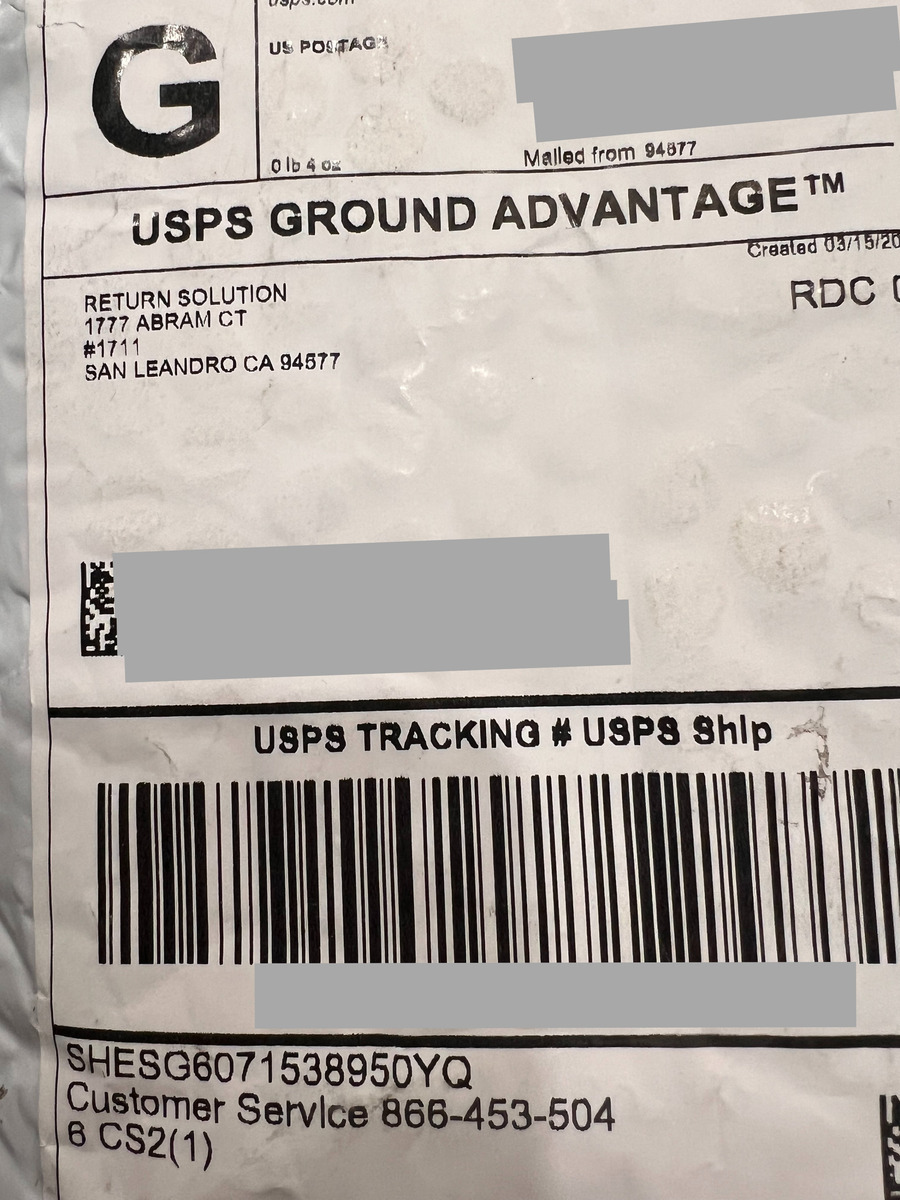 usps.com
G
US POSTAGE
0 lb 4 oz
Mailed from 94577
USPS GROUND ADVANTAGE™
Created 03/15/20
RDC
RETURN SOLUTION
1777 ABRAM CT
#1711
SAN LEANDRO CA 94577
USPS TRACKING # USPS Ship
SHESG6071538950YQ
Customer Service 866-453-504
6 CS2(1)